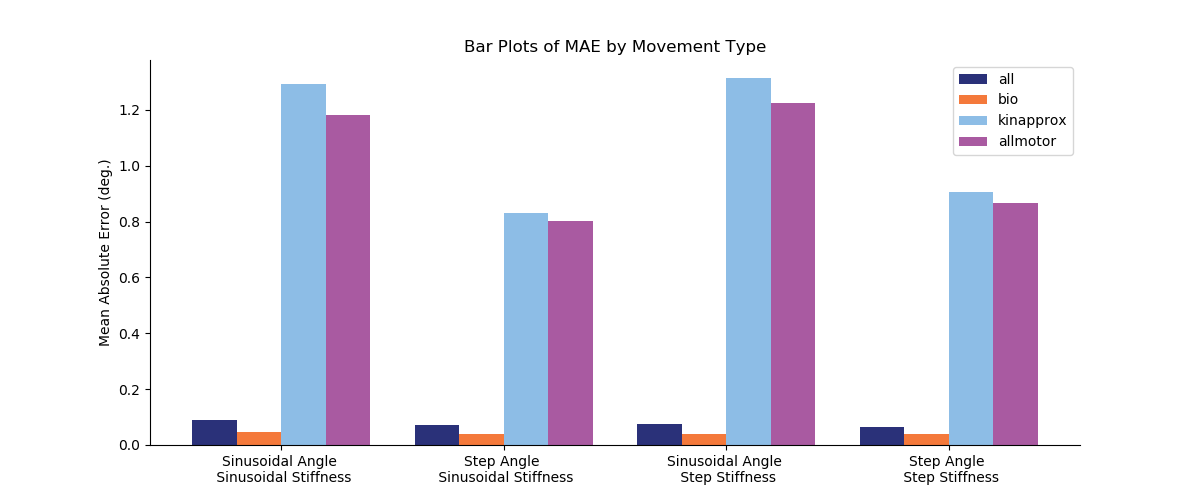 Bar Plots of MAE by Movement Type
all
bio
kinapprox
allmotor
Mean Absolute Error (deg.)
1.2
1.0
0.8
0.6
0.4
0.2
0.0
Sinusoidal Angle
Sinusoidal Stiffness
Step Angle
Sinusoidal Stiffness
Sinusoidal Angle
Step Stiffness
Step Angle
Step Stiffness